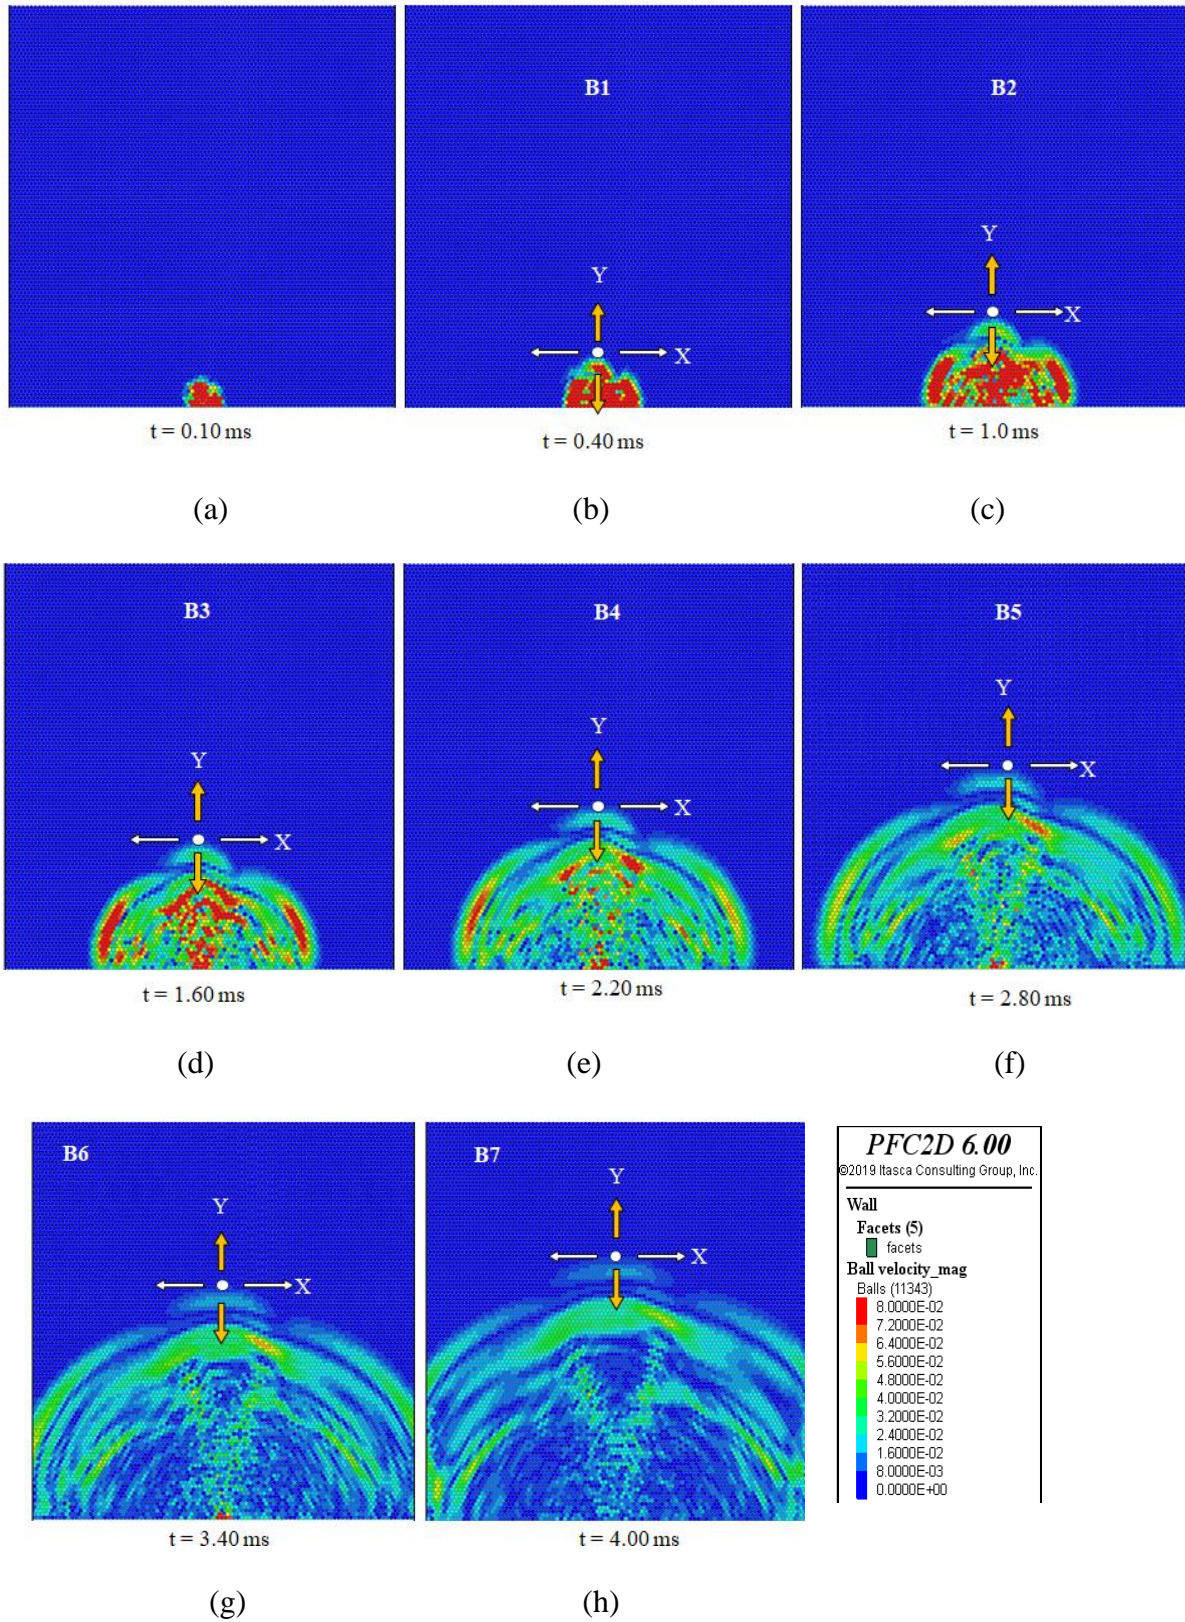 B1
B2
Y
X
Y
X
t = 0.10 ms
t = 0.40 ms
t = 1.0 ms
(a)
(b)
(c)
B3
B4
B5
Y
X
Y
X
Y
X
t = 1.60 ms
t = 2.20 ms
t = 2.80 ms
(d)
(e)
(f)
B6
B7
Y
X
Y
X
t = 3.40 ms
t = 4.00 ms
(g)
(h)
PFC2D 6.00
©2019 Itasca Consulting Group, Inc.
Wall
Facets (5)
facets
Ball velocity_mag
Balls (11343)
8.0000E-02
7.2000E-02
6.4000E-02
5.6000E-02
4.8000E-02
4.0000E-02
3.2000E-02
2.4000E-02
1.6000E-02
8.0000E-03
0.0000E+00